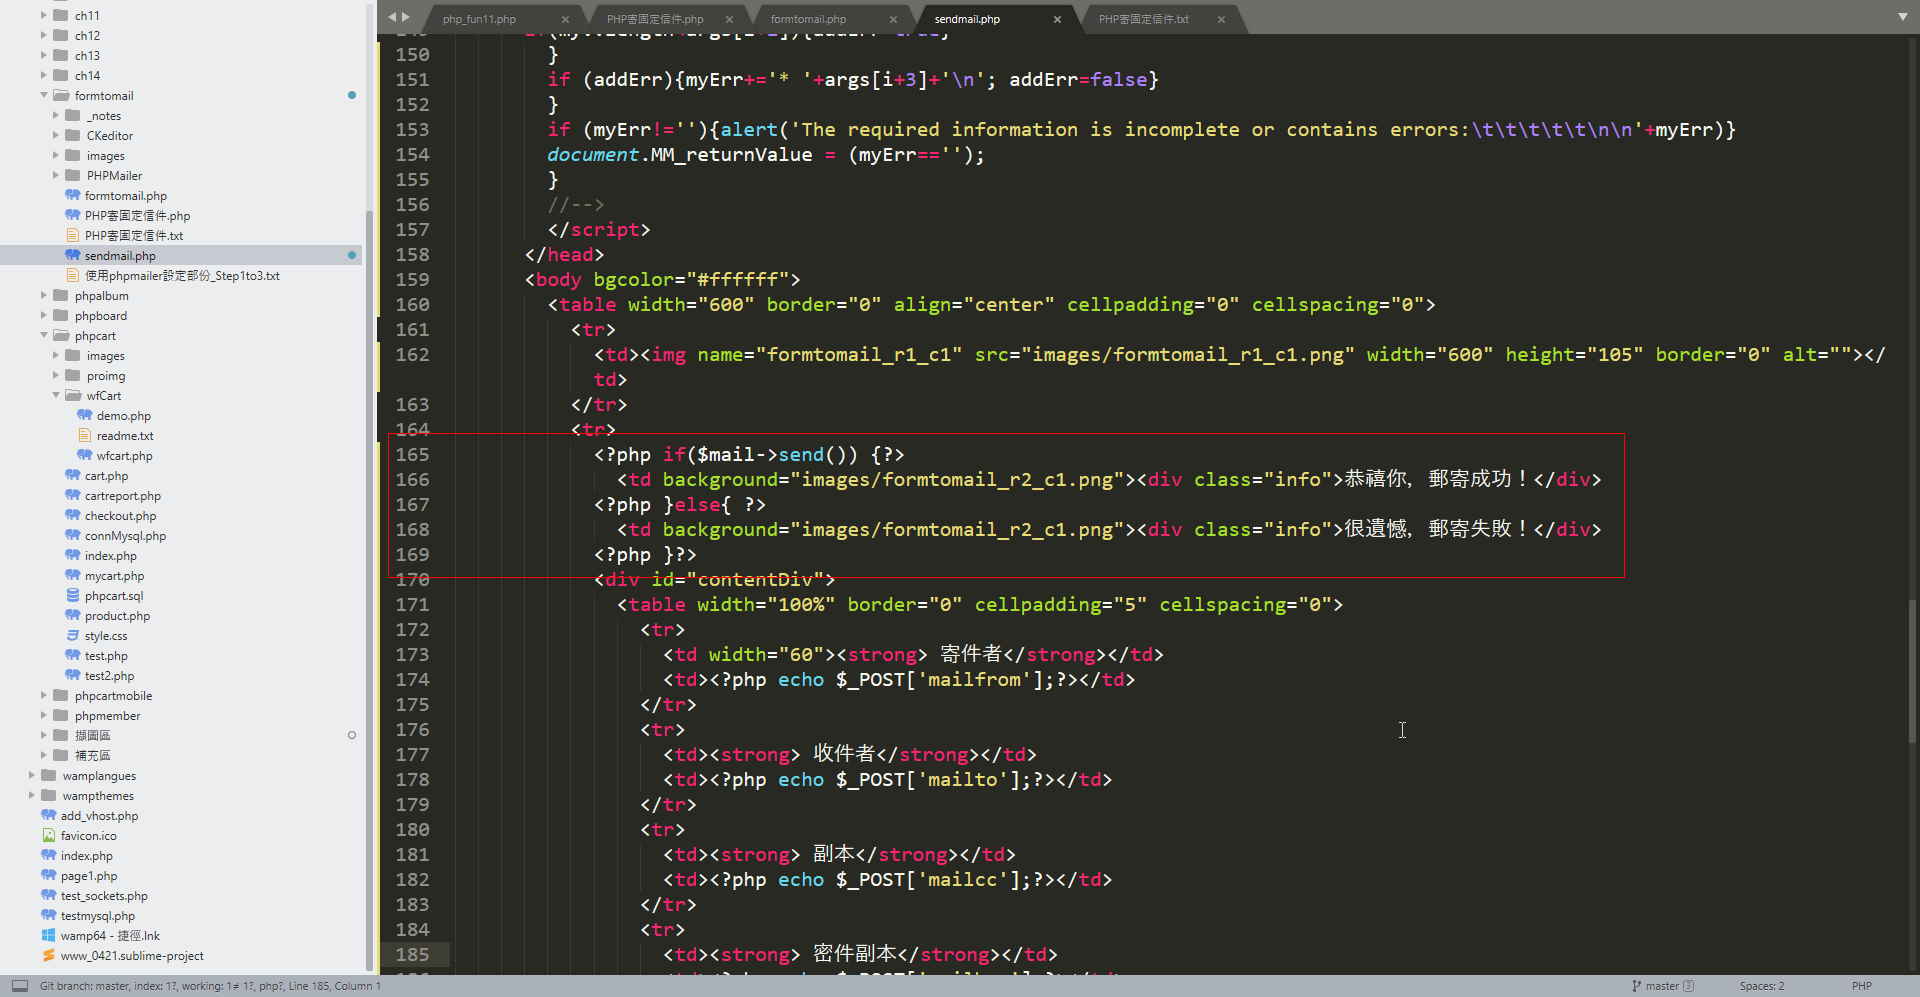 ch11
ch12
ch13
ch14
formtomail
_notes
CKeditor
images
PHPMailer
formtomail.php
PHP寄固定信件.php
PHP寄固定信件.txt
sendmail.php
使用phpmailer設定部份_Step1to3.txt
phpalbum
phpboard
phpcart
images
proimg
wfCart
demo.php
readme.txt
wfcart.php
cart.php
cartreport.php
checkout.php
connMysql.php
index.php
mycart.php
phpcart.sql
product.php
style.css
test.php
test2.php
phpcartmobile
phpmember
擷圖區
補充區
wamplangues
wampthemes
add_vhost.php
favicon.ico
index.php
page1.php
test_sockets.php
testmysql.php
wamp64 - 捷徑.lnk
www_0421.sublime-project
php_fun11.php
PHP寄固定信件.php
formtomail.php
sendmail.php
PHP寄固定信件.txt
150 }
151 if (addErr){myErr+='* '+args[i+3]+'\n'; addErr=false}
152 }
153 if (myErr!=''){alert('The required information is incomplete or contains errors:\t\t\t\t\t\n\n'+myErr)}
154 document.MM_returnValue = (myErr=='');
155 }
156 //-->
157 </script>
158 </head>
159 <body bgcolor="#ffffff">
160 <table width="600" border="0" align="center" cellpadding="0" cellspacing="0">
161 <tr>
162 <td><img name="formtomail_r1_c1" src="images/formtomail_r1_c1.png" width="600" height="105" border="0" alt=""></
td>
163 </tr>
164 <tr>
165 <?php if($mail->send()) {?>
166 <td background="images/formtomail_r2_c1.png"><div class="info">恭禧你, 郵寄成功！</div>
167 <?php }else{ ?>
168 <td background="images/formtomail_r2_c1.png"><div class="info">很遺憾, 郵寄失敗！</div>
169 <?php }?>
170 <div id="contentDiv">
171 <table width="100%" border="0" cellpadding="5" cellspacing="0">
172 <tr>
173 <td width="60"><strong> 寄件者</strong></td>
174 <td><?php echo $_POST['mailfrom'];?></td>
175 </tr>
176 <tr>
177 <td><strong> 收件者</strong></td>
178 <td><?php echo $_POST['mailto'];?></td>
179 </tr>
180 <tr>
181 <td><strong> 副本</strong></td>
182 <td><?php echo $_POST['mailcc'];?></td>
183 </tr>
184 <tr>
185 <td><strong> 密件副本</strong></td>
Git branch: master, index: 1?, working: 1≠ 1?, php?, Line 185, Column 1
master 3
Spaces: 2
PHP